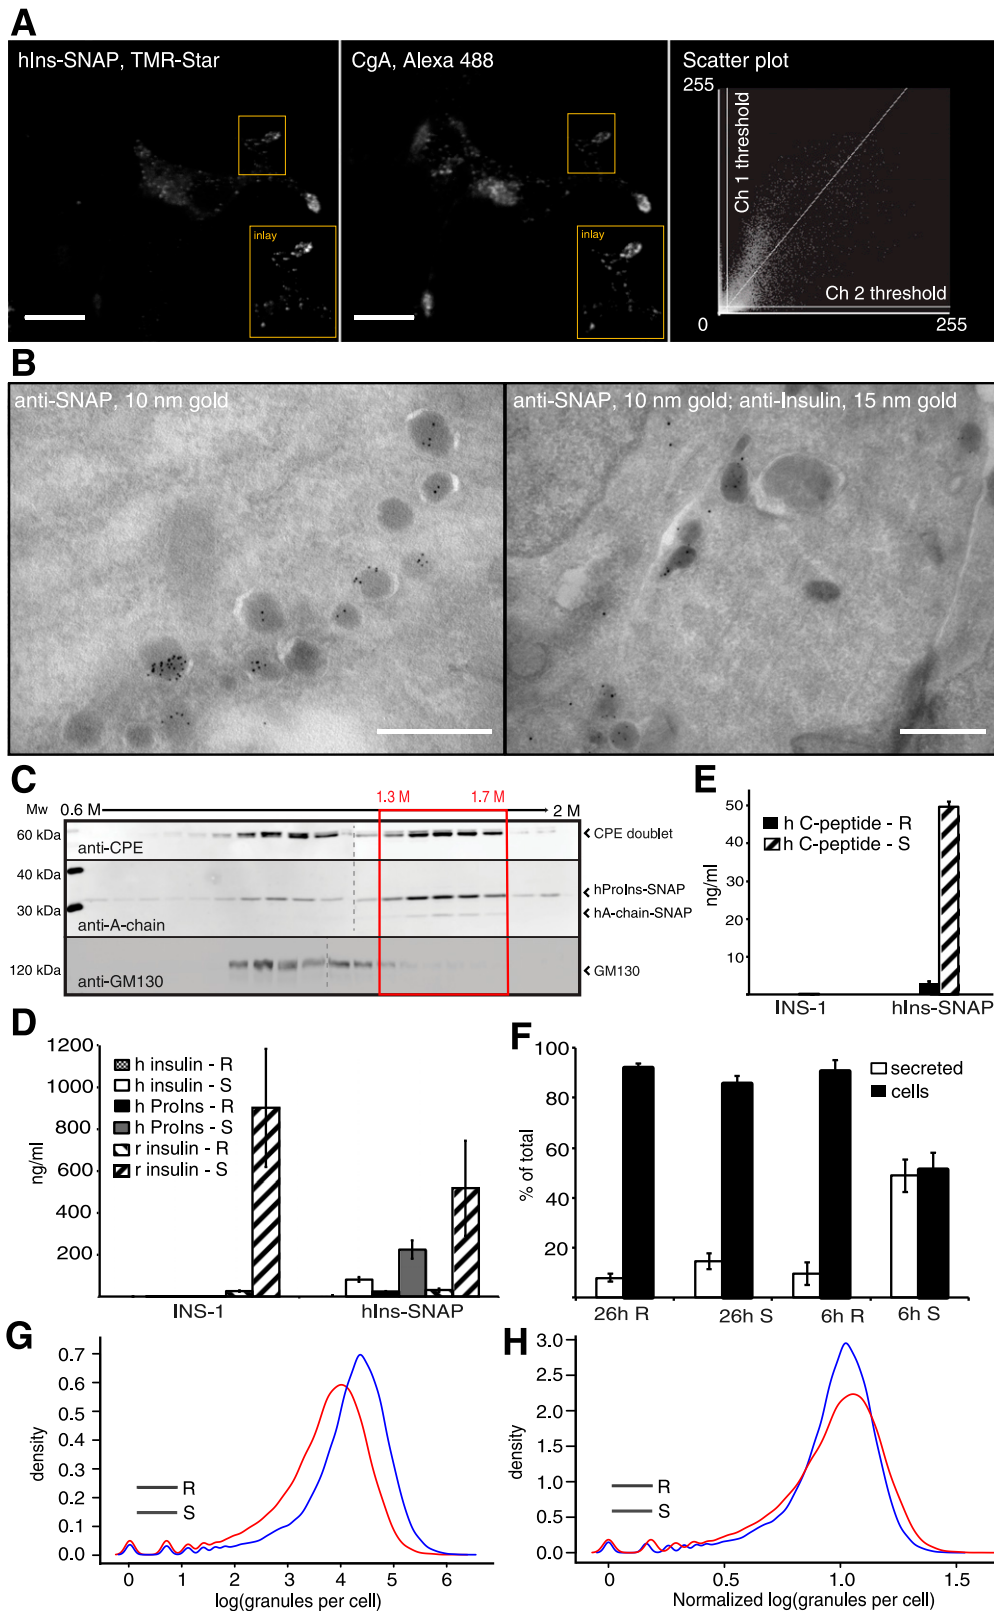 A
hIns-SNAP, TMR-Star
CgA, Alexa 488
Scatter plot
255
Ch 1 threshold
Ch 2 threshold
0
255
inlay
inlay
B
anti-SNAP, 10 nm gold
anti-SNAP, 10 nm gold; anti-Insulin, 15 nm gold
C
Mw
0.6 M
1.3 M
1.7 M
2 M
60 kDa
anti-CPE
CPE doublet
40 kDa
30 kDa
anti-A-chain
hProIns-SNAP
hA-chain-SNAP
120 kDa
anti-GM130
GM130
E
50
40
30
20
10
ng/ml
h C-peptide - R
h C-peptide - S
INS-1
hIns-SNAP
D
1200
1000
800
600
400
200
ng/ml
h insulin - R
h insulin - S
h ProIns - R
h ProIns - S
r insulin - R
r insulin - S
INS-1
hIns-SNAP
F
100
80
60
40
20
% of total
secreted
cells
26h R
26h S
6h R
6h S
G
0.7
0.6
0.5
0.4
0.3
0.2
0.1
0.0
density
R
S
0
1
2
3
4
5
6
log(granules per cell)
H
3.0
2.5
2.0
1.5
1.0
0.5
0.0
density
R
S
0
0.5
1.0
1.5
Normalized log(granules per cell)